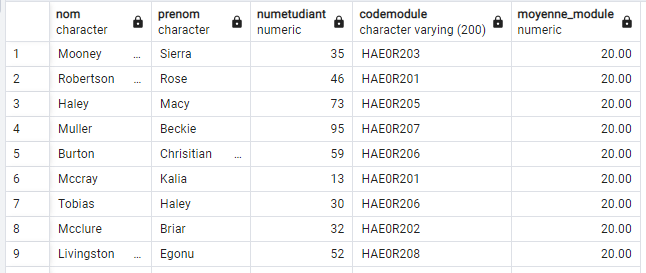 nom prenom numetudiant codemodule moyenne_module
character character numeric character varying (200) numeric
1 Mooney ... Sierra 35 HAE0R203 20.00
2 Robertson ... Rose 46 HAE0R201 20.00
3 Haley Macy 73 HAE0R205 20.00
4 Muller Beckie 95 HAE0R207 20.00
5 Burton Chrisitian ... 59 HAE0R206 20.00
6 Mccray Kalia 13 HAE0R201 20.00
7 Tobias Haley 30 HAE0R206 20.00
8 Mcclure Briar 32 HAE0R202 20.00
9 Livingston ... Egonu 52 HAE0R208 20.00